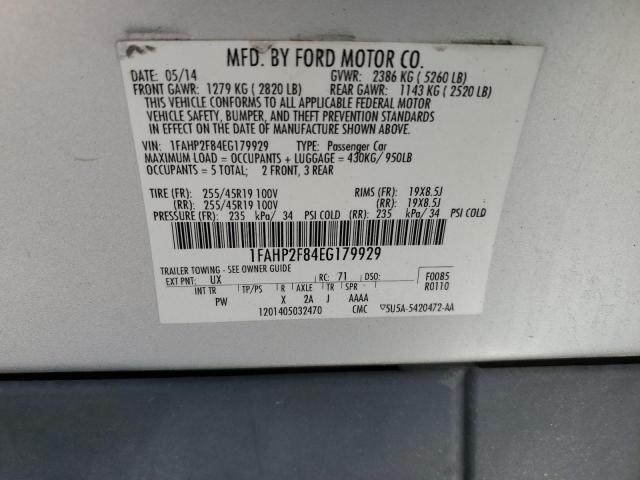 MFD. BY FORD MOTOR CO.
DATE: 05/14 GVWR: 2386 KG ( 5260 LB)
FRONT GAWR: 1279 KG ( 2820 LB) REAR GAWR: 1143 KG ( 2520 LB)
THIS VEHICLE CONFORMS TO ALL APPLICABLE FEDERAL MOTOR
VEHICLE SAFETY, BUMPER, AND THEFT PREVENTION STANDARDS
IN EFFECT ON THE DATE OF MANUFACTURE SHOWN ABOVE.
VIN: 1FAHP2F84EG179929 TYPE: Passenger Car
MAXIMUM LOAD = OCCUPANTS + LUGGAGE = 430KG/ 950LB
OCCUPANTS = 5 TOTAL; 2 FRONT, 3 REAR
TIRE (FR): 255/45R19 100V RIMS (FR): 19X8.5J
(RR): 255/45R19 100V (RR): 19X8.5J
PRESSURE (FR): 235 kPa/ 34 PSI COLD (RR): 235 kPa/ 34 PSI COLD
1FAHP2F84EG179929
TRAILER TOWING - SEE OWNER GUIDE
EXT PNT: UX RC: 71 DSO: F0085
INT TR TP/PS R AXLE TR SPR R0110
PW X 2A J AAAA
1201405032470 CMC ▽5U5A-5420472-AA